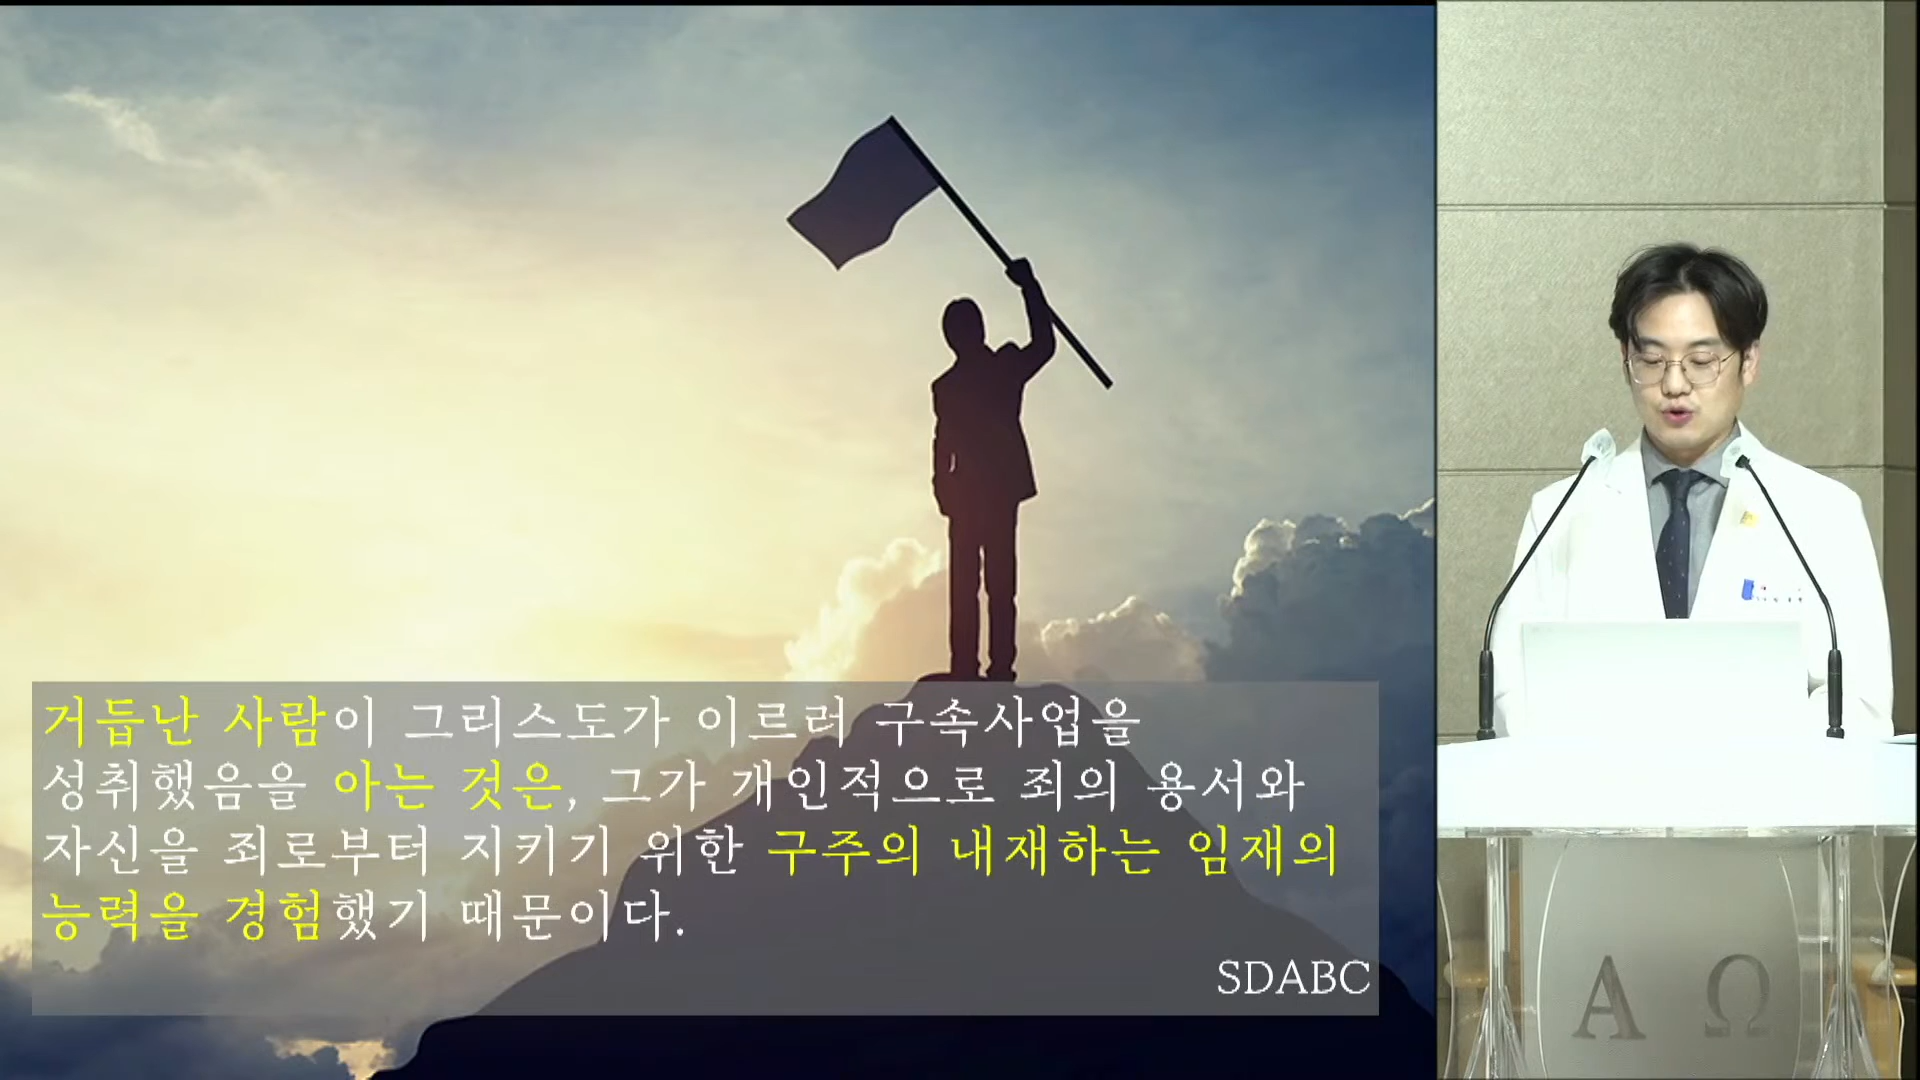 거듭난 사람이 그리스도가 이르러 구속사업을
성취했음을 아는 것은, 그가 개인적으로 죄의 용서와
자신을 죄로부터 지키기 위한 구주의 내재하는 임재의
능력을 경험했기 때문이다.
SDABC
Α Ω